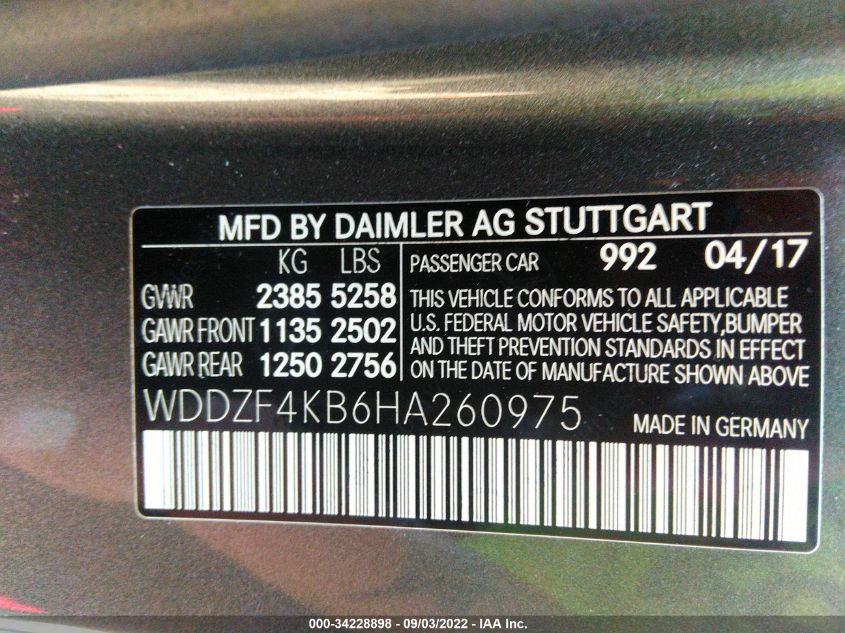 MFD BY DAIMLER AG STUTTGART
KG LBS
GVWR 2385 5258
GAWR FRONT 1135 2502
GAWR REAR 1250 2756
PASSENGER CAR 992 04/17
THIS VEHICLE CONFORMS TO ALL APPLICABLE
U.S. FEDERAL MOTOR VEHICLE SAFETY,BUMPER
AND THEFT PREVENTION STANDARDS IN EFFECT
ON THE DATE OF MANUFACTURE SHOWN ABOVE
WDDZF4KB6HA260975 MADE IN GERMANY
000-34228898 - 09/03/2022 - IAA Inc.